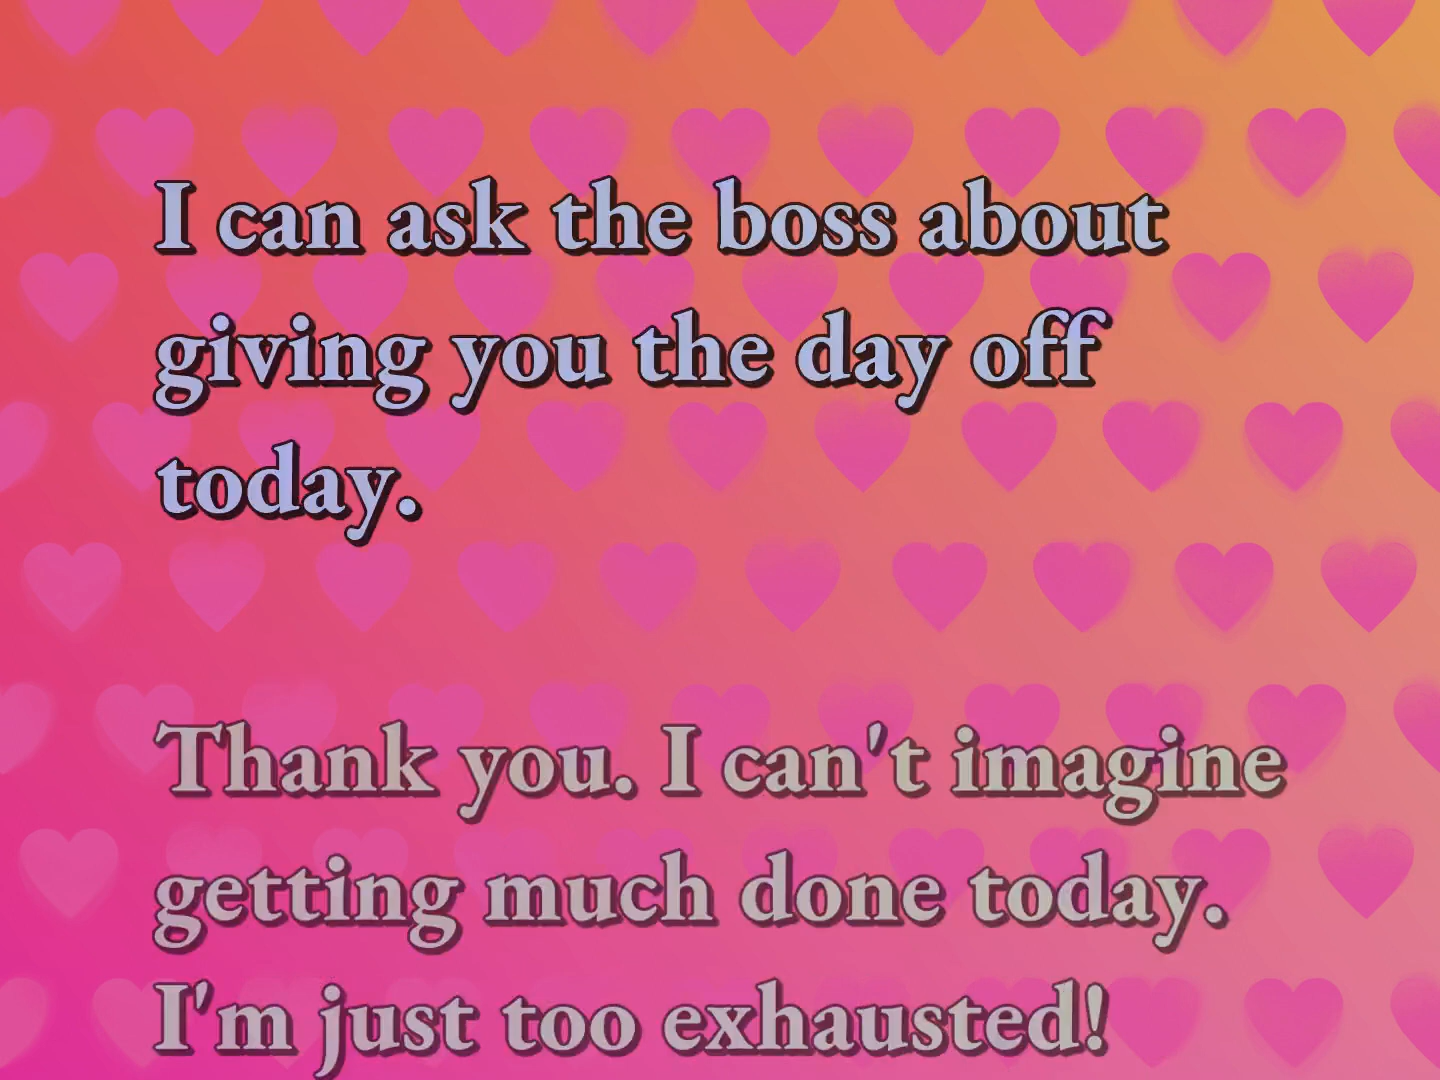 I can ask the boss about
giving you the day off
today.
Thank you. I can't imagine
getting much done today.
I'm just too exhausted!